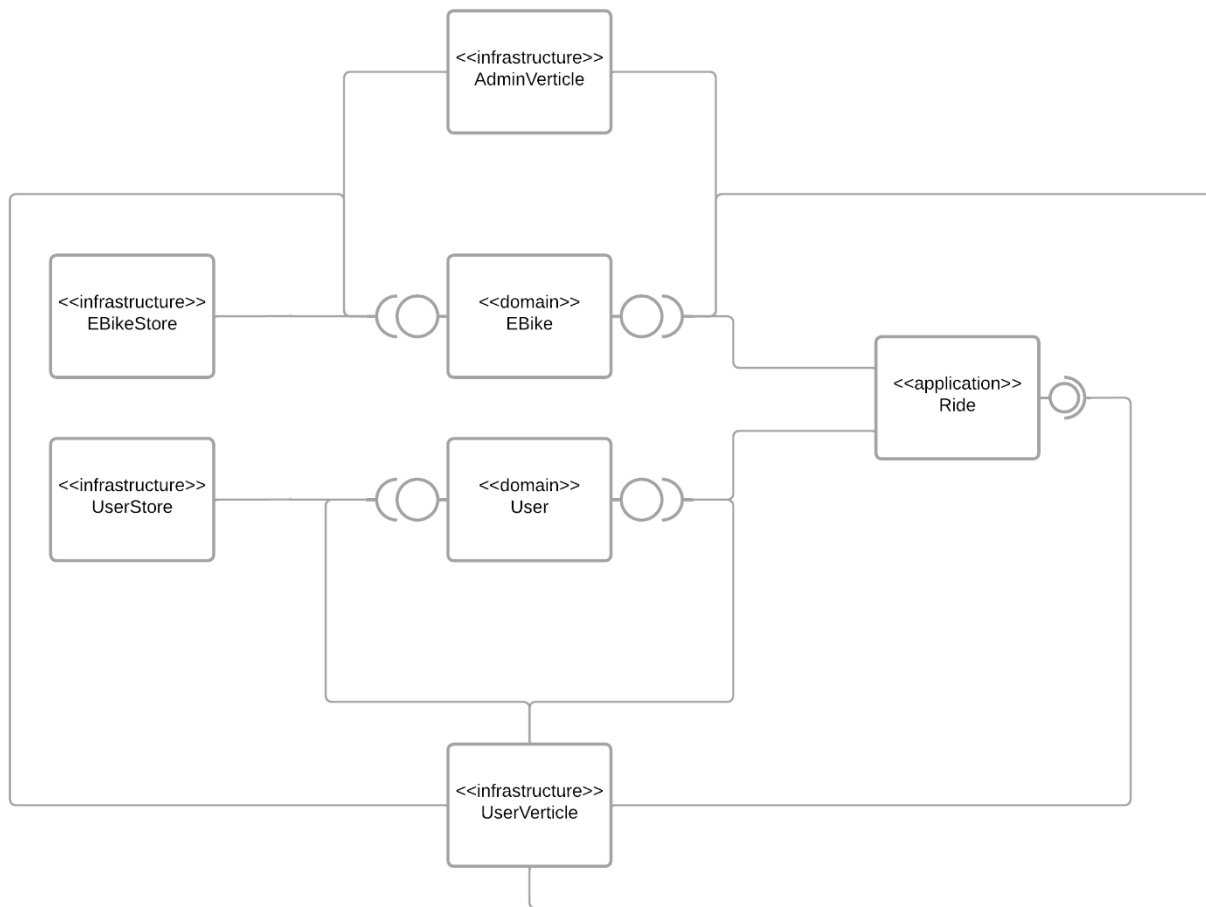 <<infrastructure>>
AdminVerticle
<<infrastructure>>
EBikeStore
<<domain>>
EBike
<<application>>
Ride
<<infrastructure>>
UserStore
<<domain>>
User
<<infrastructure>>
UserVerticle